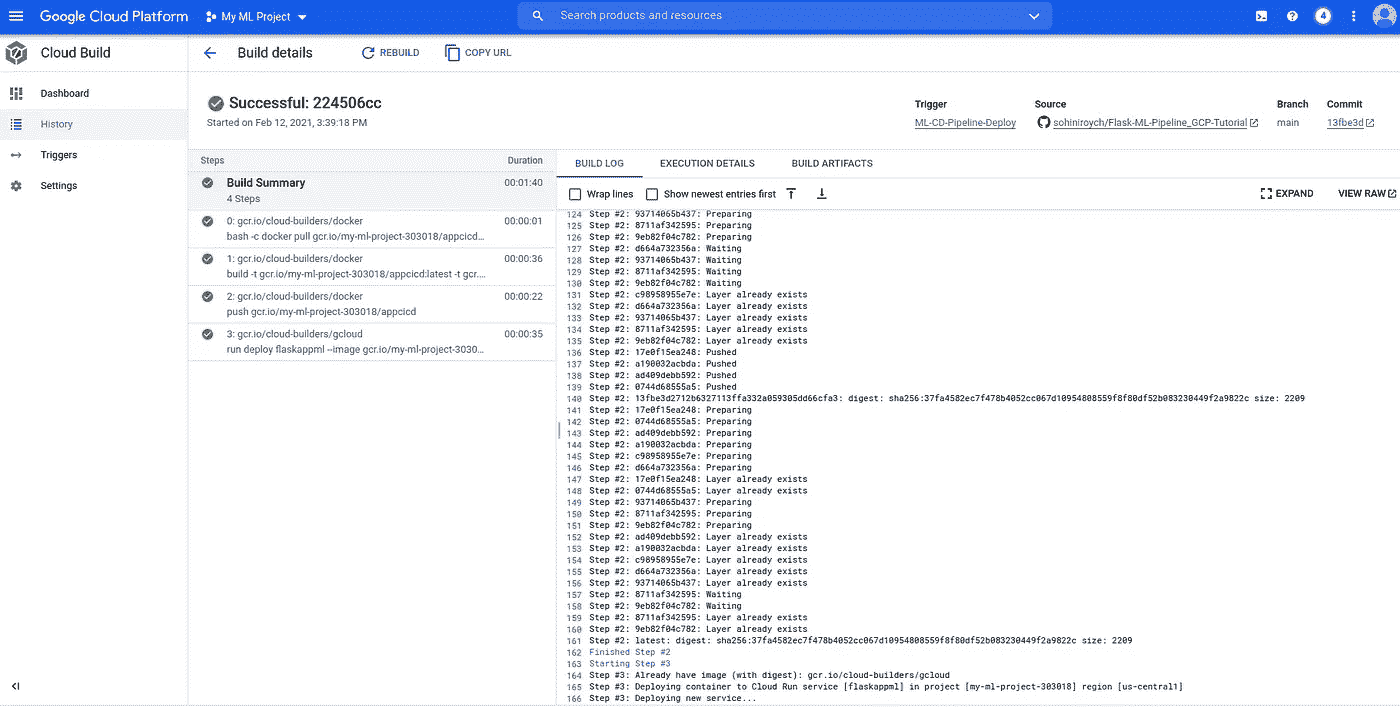 Google Cloud Platform My ML Project Search products and resources 4
Cloud Build Build details REBUILD COPY URL
Dashboard
History
Triggers
Settings
Successful: 224506cc
Started on Feb 12, 2021, 3:39:18 PM
Trigger Source Branch Commit
ML-CD-Pipeline-Deploy sohiniroych/Flask-ML-Pipeline_GCP-Tutorial main 13fbe3d
Steps Duration
Build Summary 00:01:40
4 Steps
0: gcr.io/cloud-builders/docker 00:00:01
bash -c docker pull gcr.io/my-ml-project-303018/appcicd...
1: gcr.io/cloud-builders/docker 00:00:36
build -t gcr.io/my-ml-project-303018/appcicd:latest -t gcr....
2: gcr.io/cloud-builders/docker 00:00:22
push gcr.io/my-ml-project-303018/appcicd
3: gcr.io/cloud-builders/gcloud 00:00:35
run deploy flaskappml --image gcr.io/my-ml-project-3030...
BUILD LOG EXECUTION DETAILS BUILD ARTIFACTS
Wrap lines Show newest entries first EXPAND VIEW RAW
124 Step #2: 93714065b437: Preparing
125 Step #2: 8711af342595: Preparing
126 Step #2: 9eb82f04c782: Preparing
127 Step #2: d664a732356a: Waiting
128 Step #2: 93714065b437: Waiting
129 Step #2: 8711af342595: Waiting
130 Step #2: 9eb82f04c782: Waiting
131 Step #2: c98958955e7e: Layer already exists
132 Step #2: d664a732356a: Layer already exists
133 Step #2: 93714065b437: Layer already exists
134 Step #2: 8711af342595: Layer already exists
135 Step #2: 9eb82f04c782: Layer already exists
136 Step #2: 17e0f15ea248: Pushed
137 Step #2: a190032acbda: Pushed
138 Step #2: ad409debb592: Pushed
139 Step #2: 0744d68555a5: Pushed
140 Step #2: 13fbe3d2712b6327113ffa332a059305dd66cfa3: digest: sha256:37fa4582ec7f478b4052cc067d10954808559f8f80df52b083230449f2a9822c size: 2209
141 Step #2: 17e0f15ea248: Preparing
142 Step #2: 0744d68555a5: Preparing
143 Step #2: ad409debb592: Preparing
144 Step #2: a190032acbda: Preparing
145 Step #2: c98958955e7e: Preparing
146 Step #2: d664a732356a: Preparing
147 Step #2: 17e0f15ea248: Layer already exists
148 Step #2: 0744d68555a5: Layer already exists
149 Step #2: 93714065b437: Preparing
150 Step #2: 8711af342595: Preparing
151 Step #2: 9eb82f04c782: Preparing
152 Step #2: ad409debb592: Layer already exists
153 Step #2: a190032acbda: Layer already exists
154 Step #2: c98958955e7e: Layer already exists
155 Step #2: d664a732356a: Layer already exists
156 Step #2: 93714065b437: Layer already exists
157 Step #2: 8711af342595: Waiting
158 Step #2: 9eb82f04c782: Waiting
159 Step #2: 8711af342595: Layer already exists
160 Step #2: 9eb82f04c782: Layer already exists
161 Step #2: latest: digest: sha256:37fa4582ec7f478b4052cc067d10954808559f8f80df52b083230449f2a9822c size: 2209
162 Finished Step #2
163 Starting Step #3
164 Step #3: Already have image (with digest): gcr.io/cloud-builders/gcloud
165 Step #3: Deploying container to Cloud Run service [flaskappml] in project [my-ml-project-303018] region [us-central1]
166 Step #3: Deploying new service...